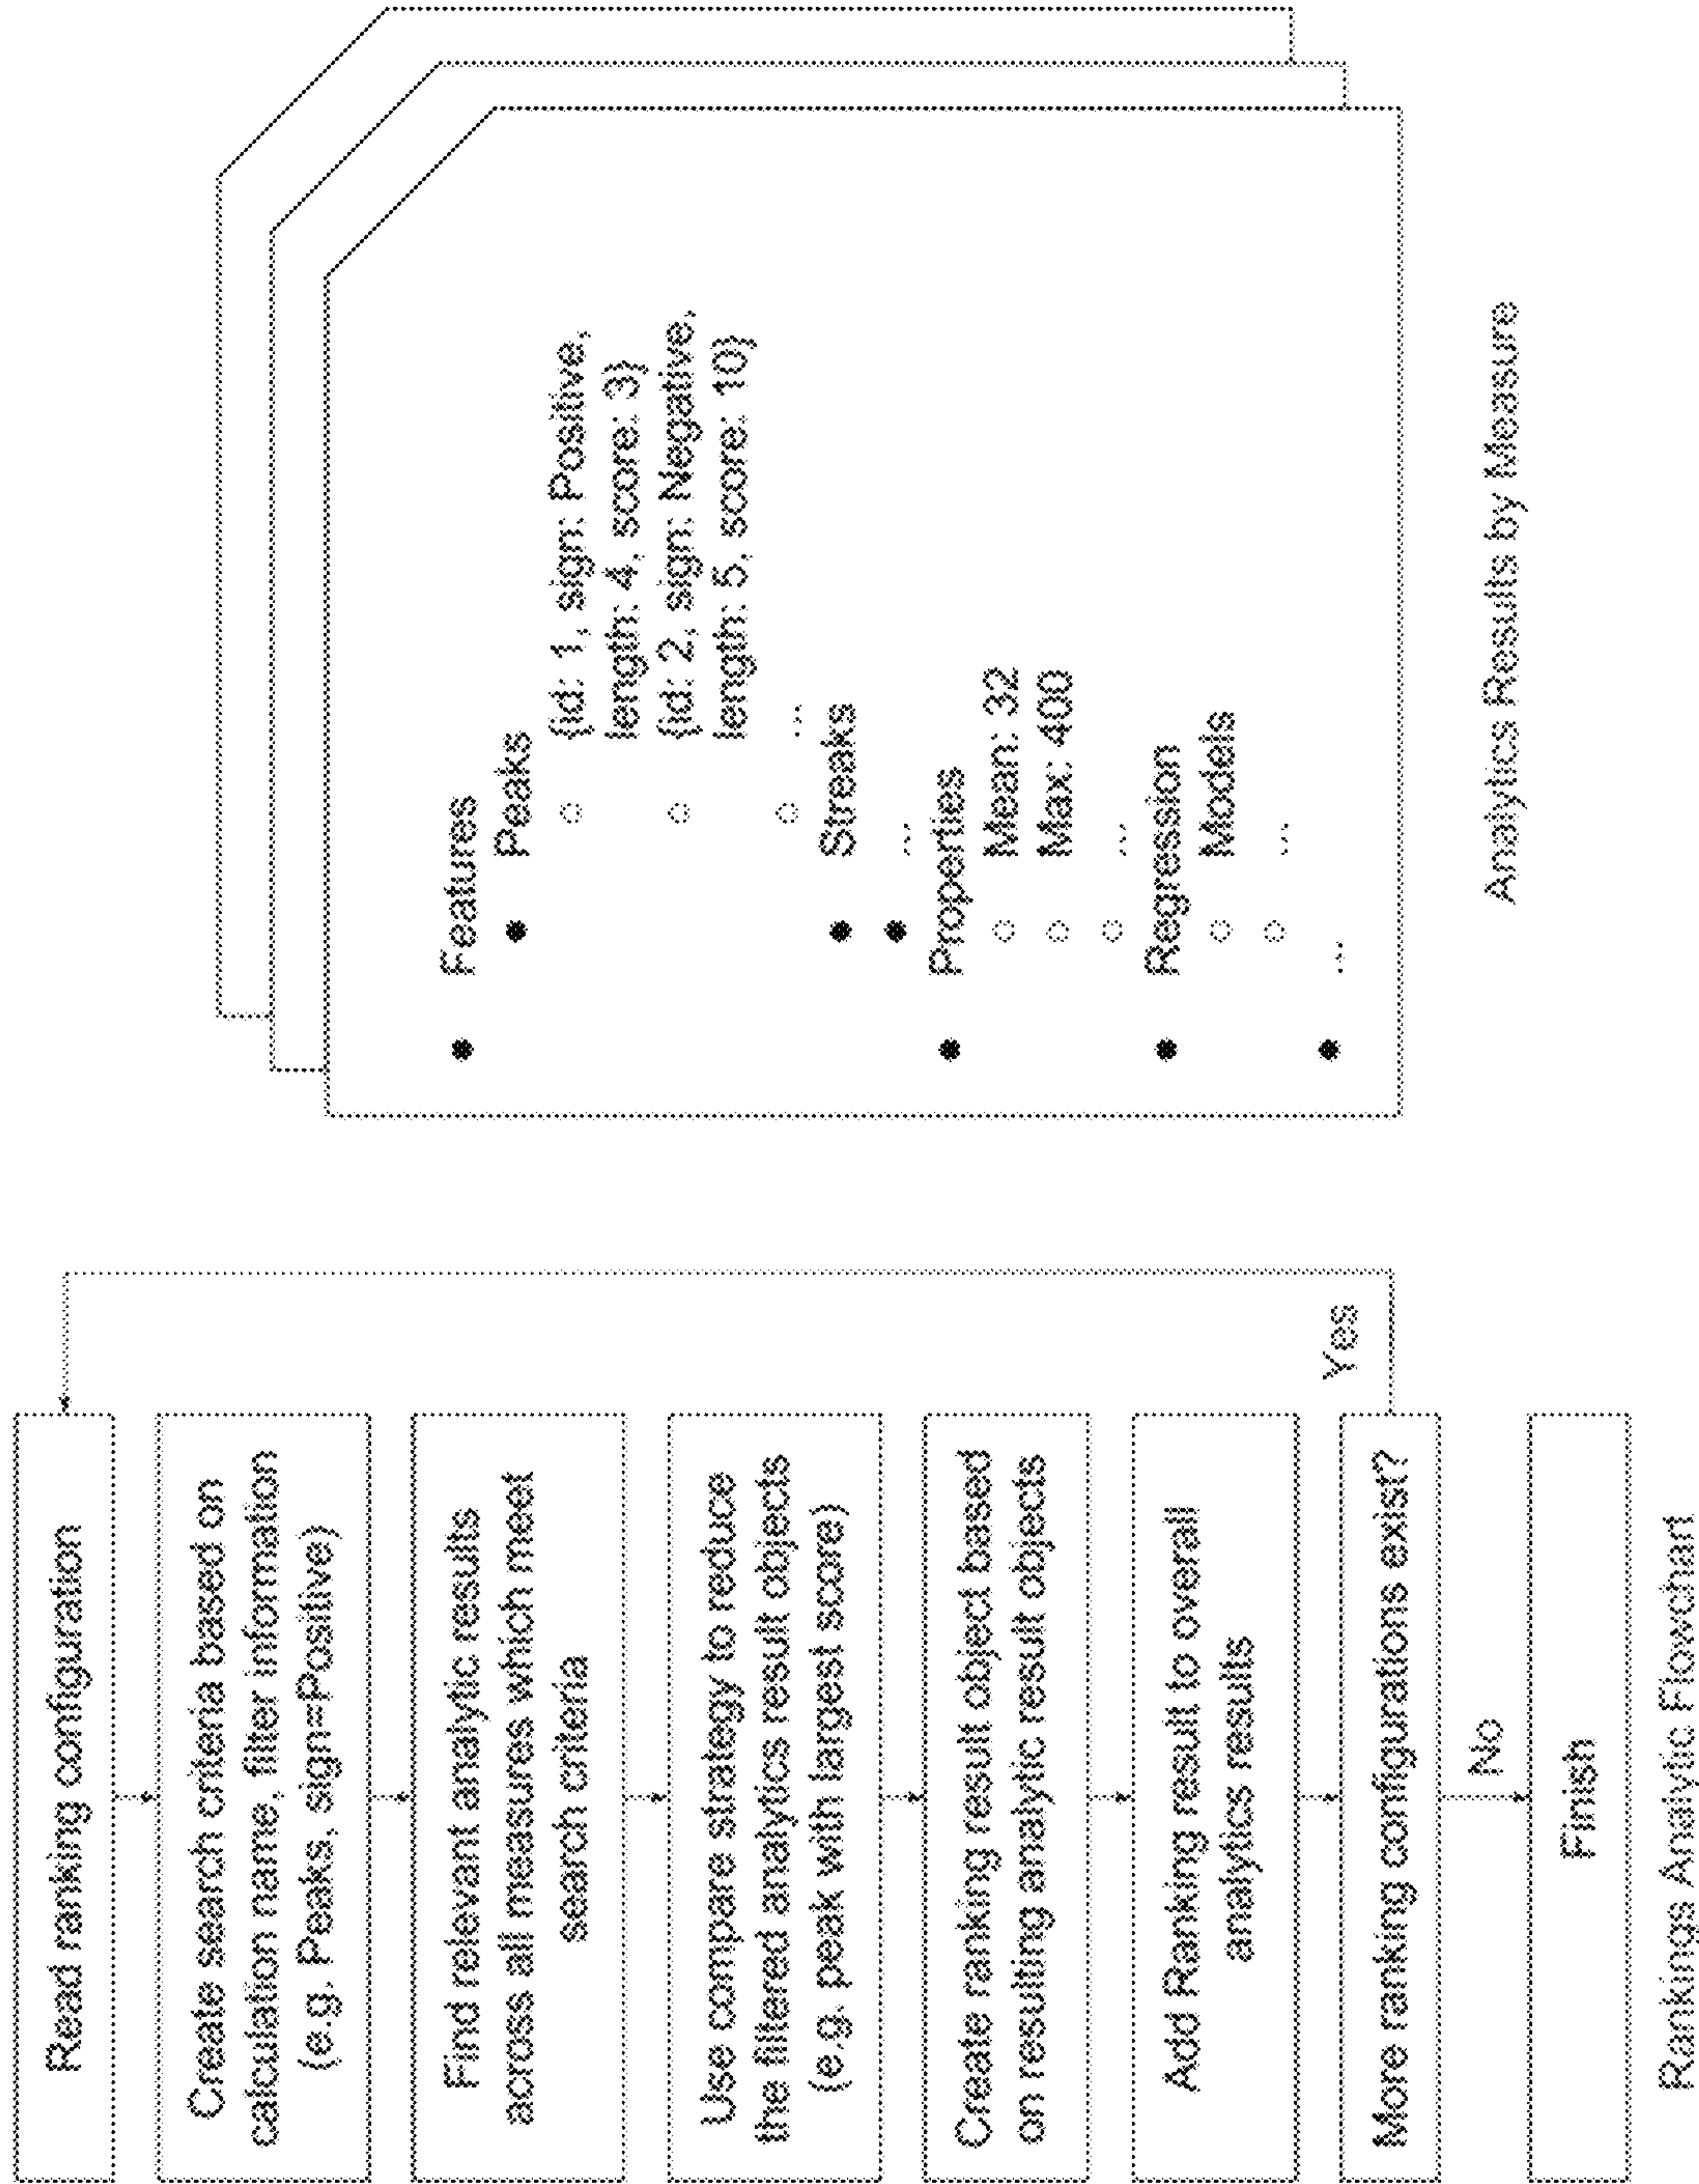 Read ranking configuration
Create search criteria based on
calculation name, filter information
(e.g. Peaks, sign=Positive)
Find relevant analytic results
across all measures which meet
search criteria
Use compare strategy to reduce
the filtered analytics result objects
(e.g. peak with largest score)
Create ranking result object based
on resulting analytic result objects
Add Ranking result to overall
analytics results
More ranking configurations exist?
Yes
No
Finish
Rankings Analytic Flowchart
● Features
● Peaks
○ {id: 1, sign: Positive,
length: 4, score: 3}
○ {id: 2, sign: Negative,
length: 5, score: 10}
○ ...
● Streaks
● ...
● Properties
○ Mean: 32
○ Max: 400
○ ...
● Regression
○ Models
○ ...
● ...
Analytics Results by Measure